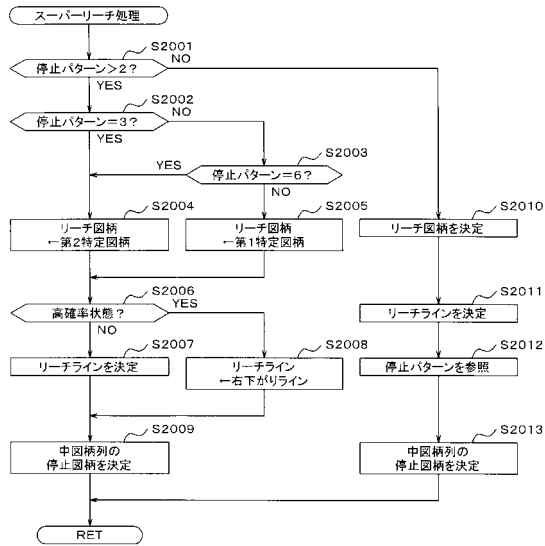 スーパーリーチ処理
S2001
停止パターン>2?
NO
YES
S2002
停止パターン=3?
NO
YES
S2003
停止パターン=6?
YES
NO
S2004
リーチ図柄
←第2特定図柄
S2005
リーチ図柄
←第1特定図柄
S2010
リーチ図柄を決定
S2006
高確率状態?
YES
NO
S2011
リーチラインを決定
S2007
リーチラインを決定
S2008
リーチライン
←右下がりライン
S2012
停止パターンを参照
S2009
中図柄列の
停止図柄を決定
S2013
中図柄列の
停止図柄を決定
RET